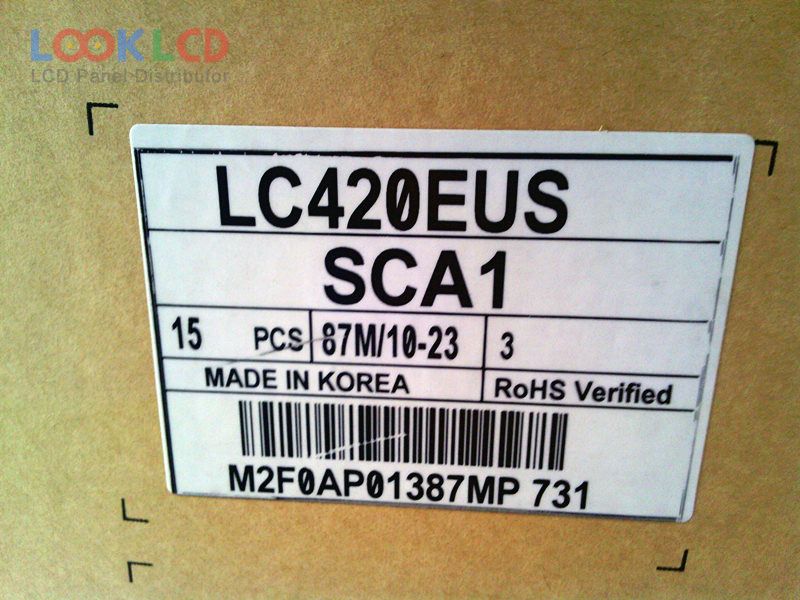 LOOK LCD
LCD Panel Distributor
LC420EUS
SCA1
15 PCS 87M/10-23 3
MADE IN KOREA RoHS Verified
M2F0AP01387MP 731